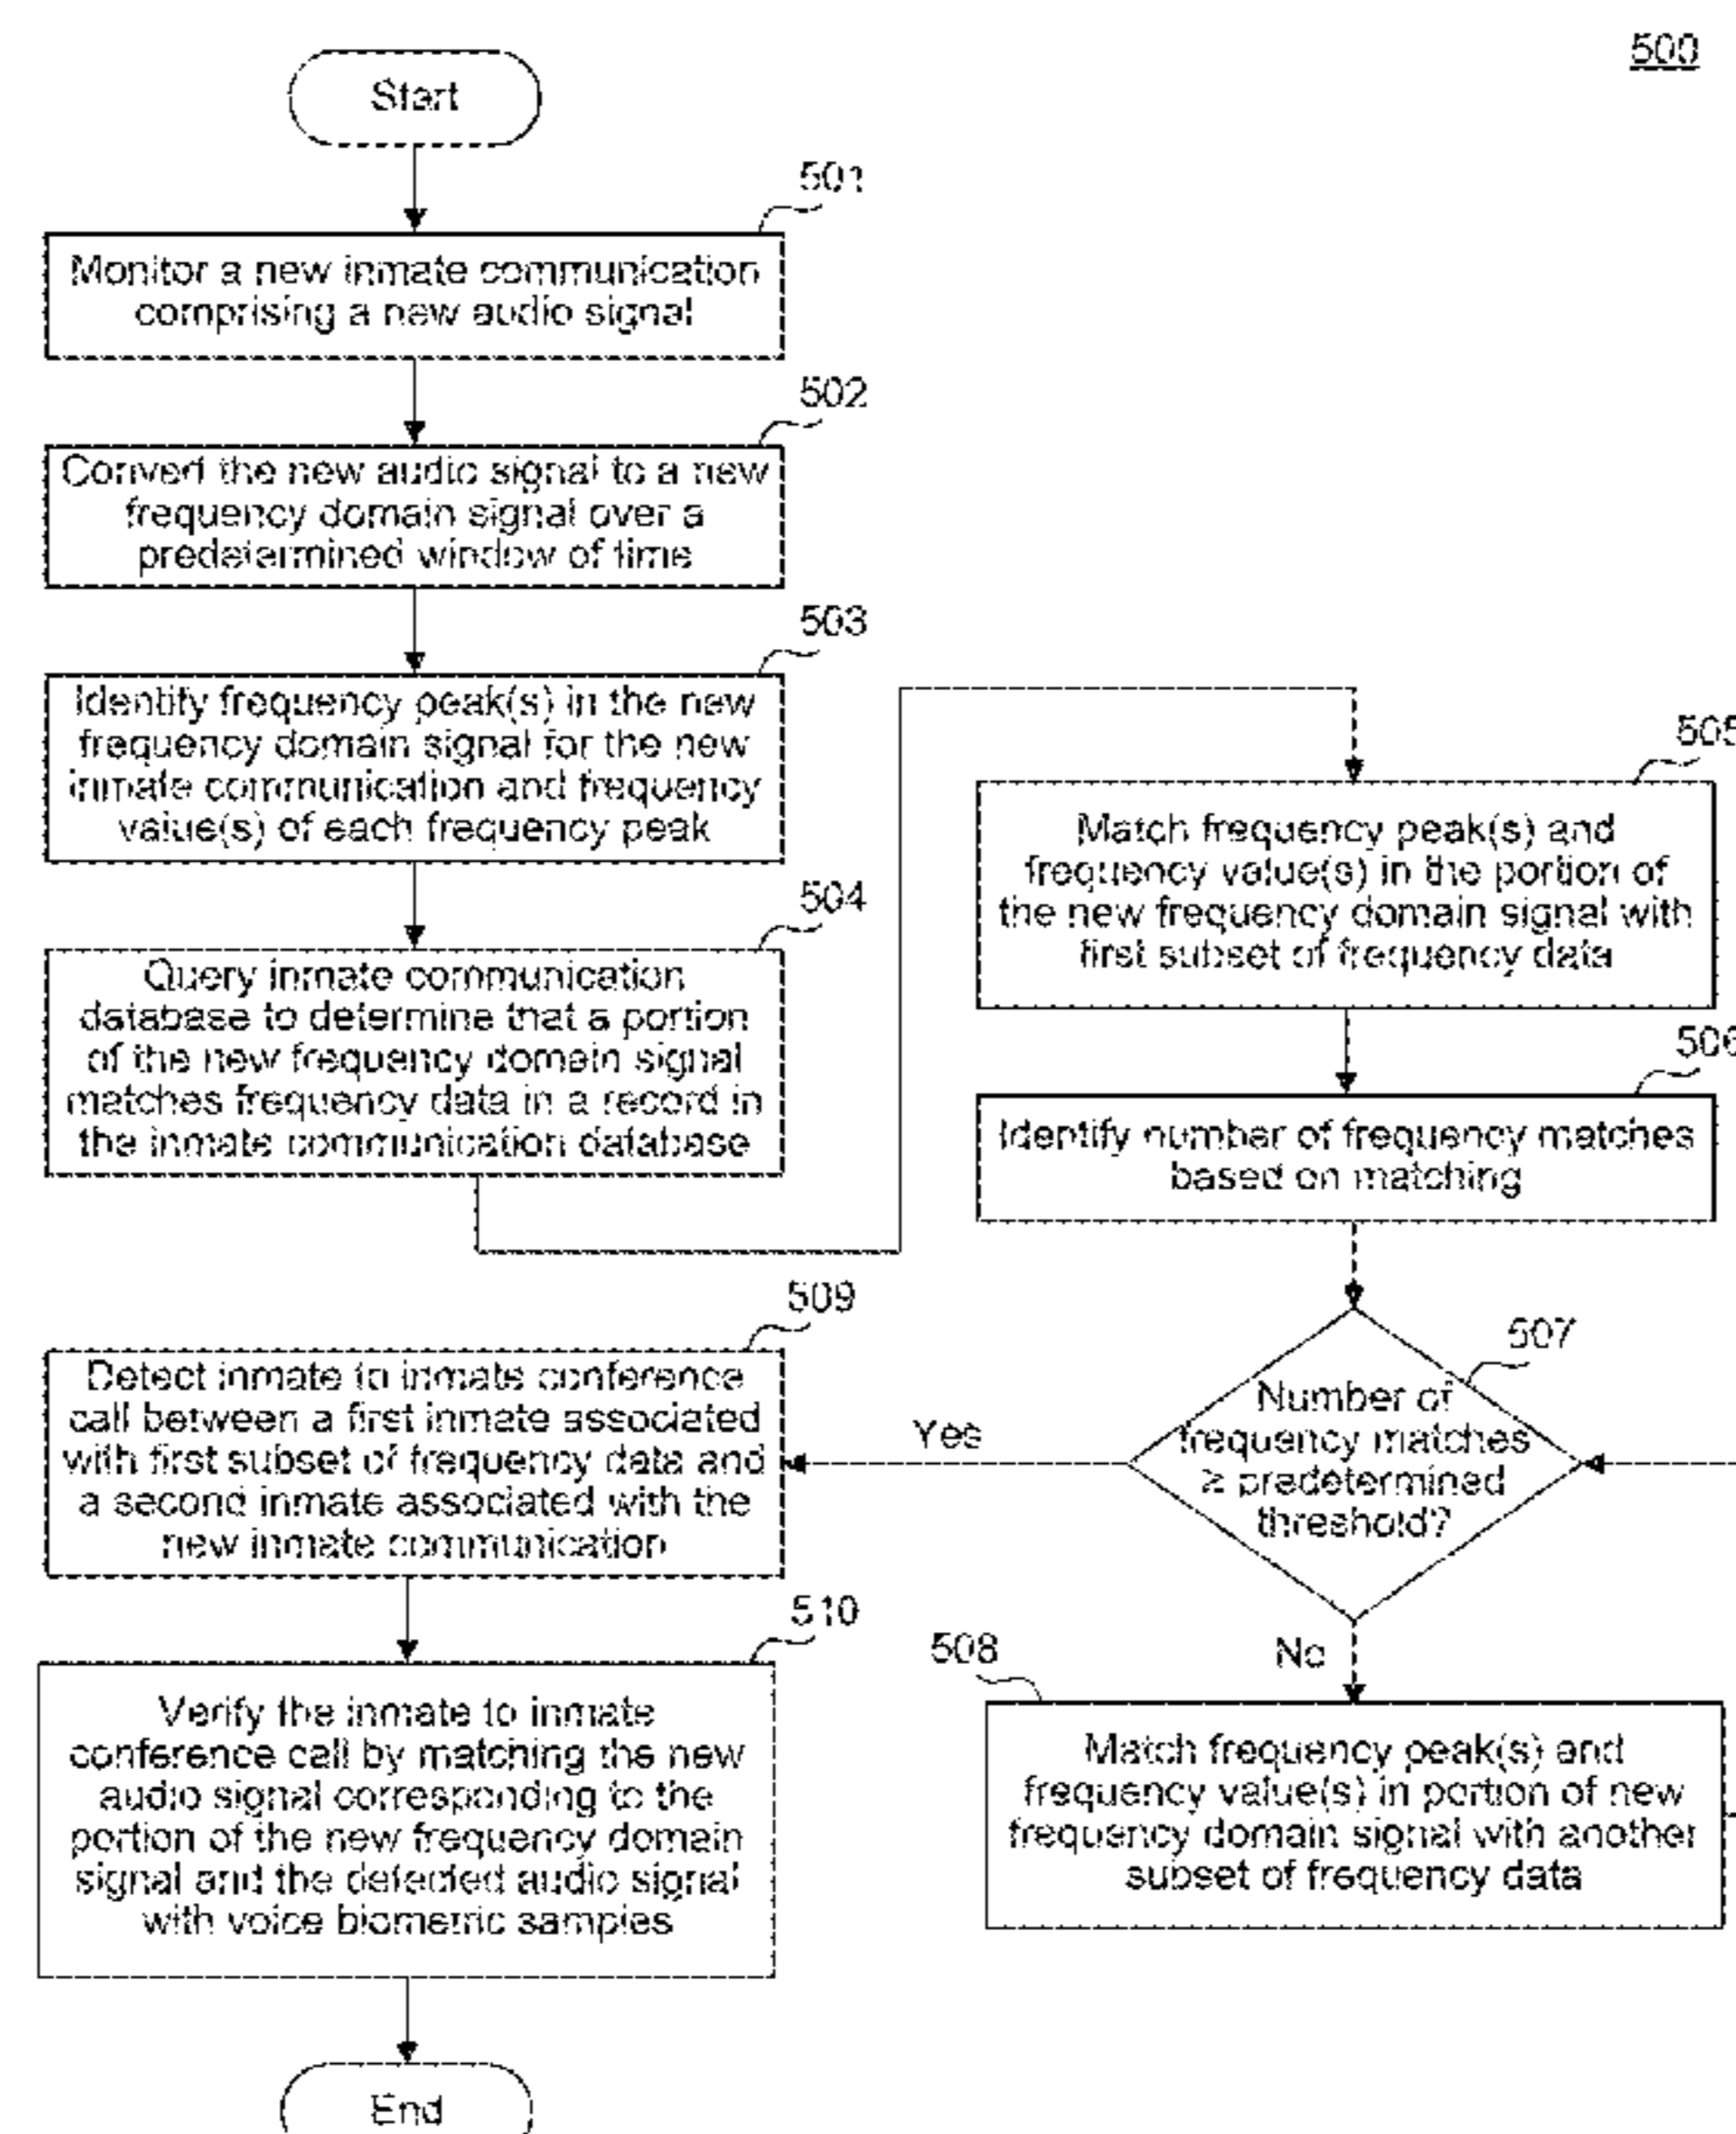 500
Start
501
Monitor a new inmate communication
comprising a new audio signal
502
Convert the new audio signal to a new
frequency domain signal over a
predetermined window of time
503
Identify frequency peak(s) in the new
frequency domain signal for the new
inmate communication and frequency
value(s) of each frequency peak
504
Query inmate communication
database to determine that a portion
of the new frequency domain signal
matches frequency data in a record in
the inmate communication database
505
Match frequency peak(s) and
frequency value(s) in the portion of
the new frequency domain signal with
first subset of frequency data
506
Identify number of frequency matches
based on matching
507
Number of
frequency matches
≥ predetermined
threshold?
Yes
No
508
Match frequency peak(s) and
frequency value(s) in portion of new
frequency domain signal with another
subset of frequency data
509
Detect inmate to inmate conference
call between a first inmate associated
with first subset of frequency data and
a second inmate associated with the
new inmate communication
510
Verify the inmate to inmate
conference call by matching the new
audio signal corresponding to the
portion of the new frequency domain
signal and the detected audio signal
with voice biometric samples
End